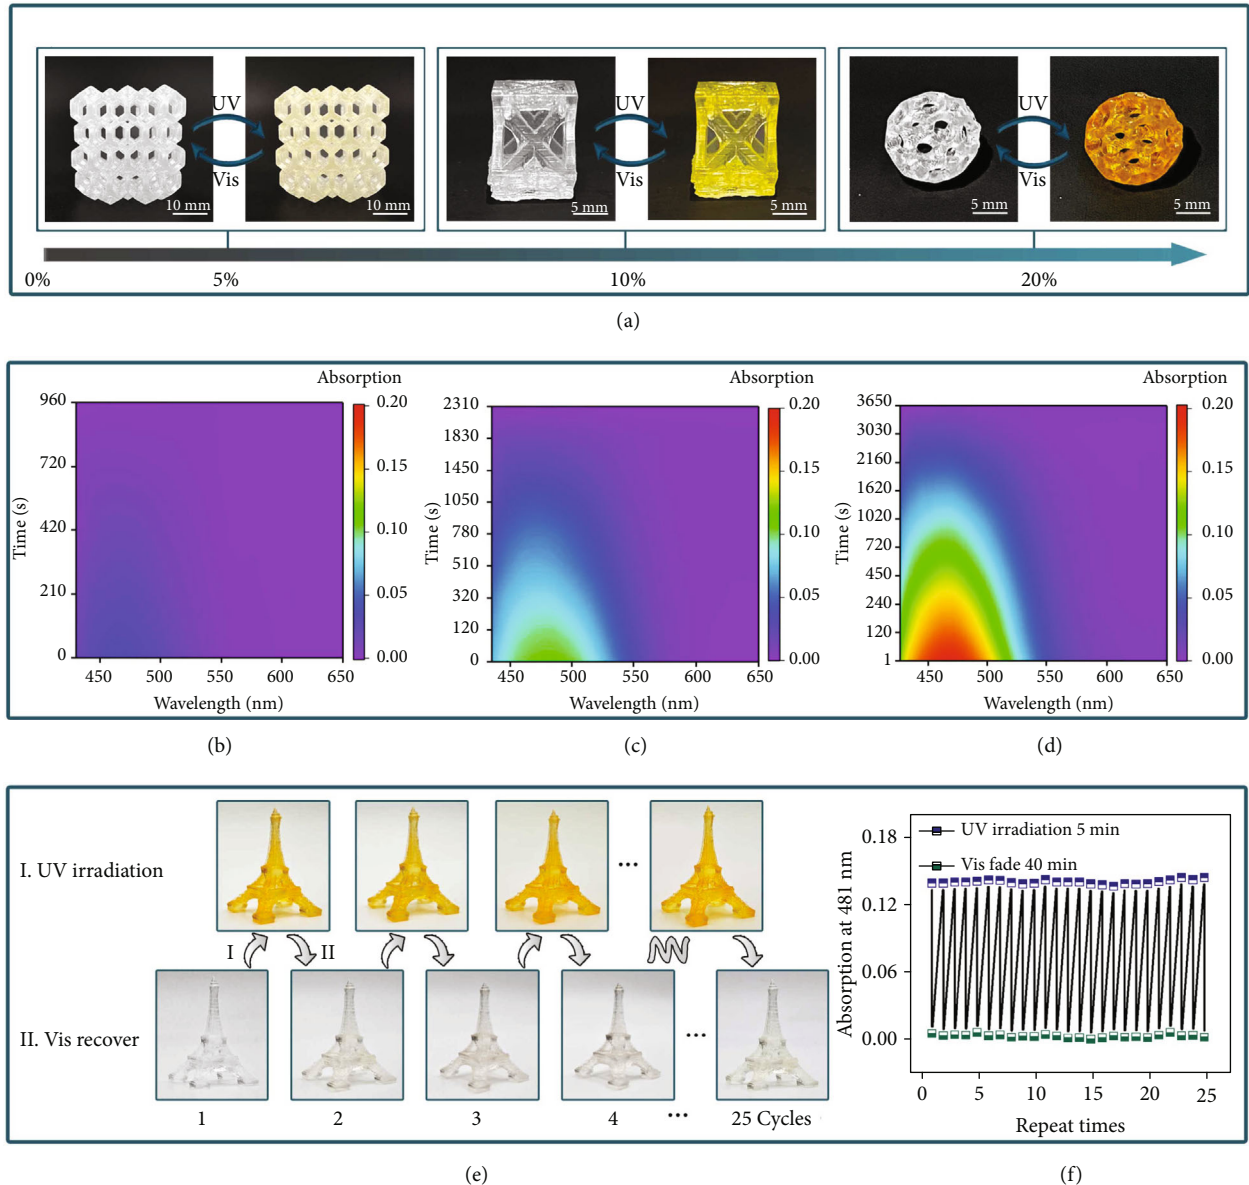 UV
Vis
10 mm
10 mm
UV
Vis
5 mm
5 mm
UV
Vis
5 mm
5 mm
0%
5%
10%
20%
(a)
Absorption
960
720
420
210
0
Time (s)
450
500
550
600
650
Wavelength (nm)
0.20
0.15
0.10
0.05
0.00
(b)
Absorption
2310
1830
1450
1050
780
510
320
120
0
Time (s)
450
500
550
600
650
Wavelength (nm)
0.20
0.15
0.10
0.05
0.00
(c)
Absorption
3650
3030
2160
1620
1020
720
450
240
120
1
Time (s)
450
500
550
600
650
Wavelength (nm)
0.20
0.15
0.10
0.05
0.00
(d)
I. UV irradiation
...
I
II
II. Vis recover
...
1
2
3
4
...
25 Cycles
(e)
UV irradiation 5 min
Vis fade 40 min
0.18
0.12
0.06
0.00
Absorption at 481 nm
0
5
10
15
20
25
Repeat times
(f)